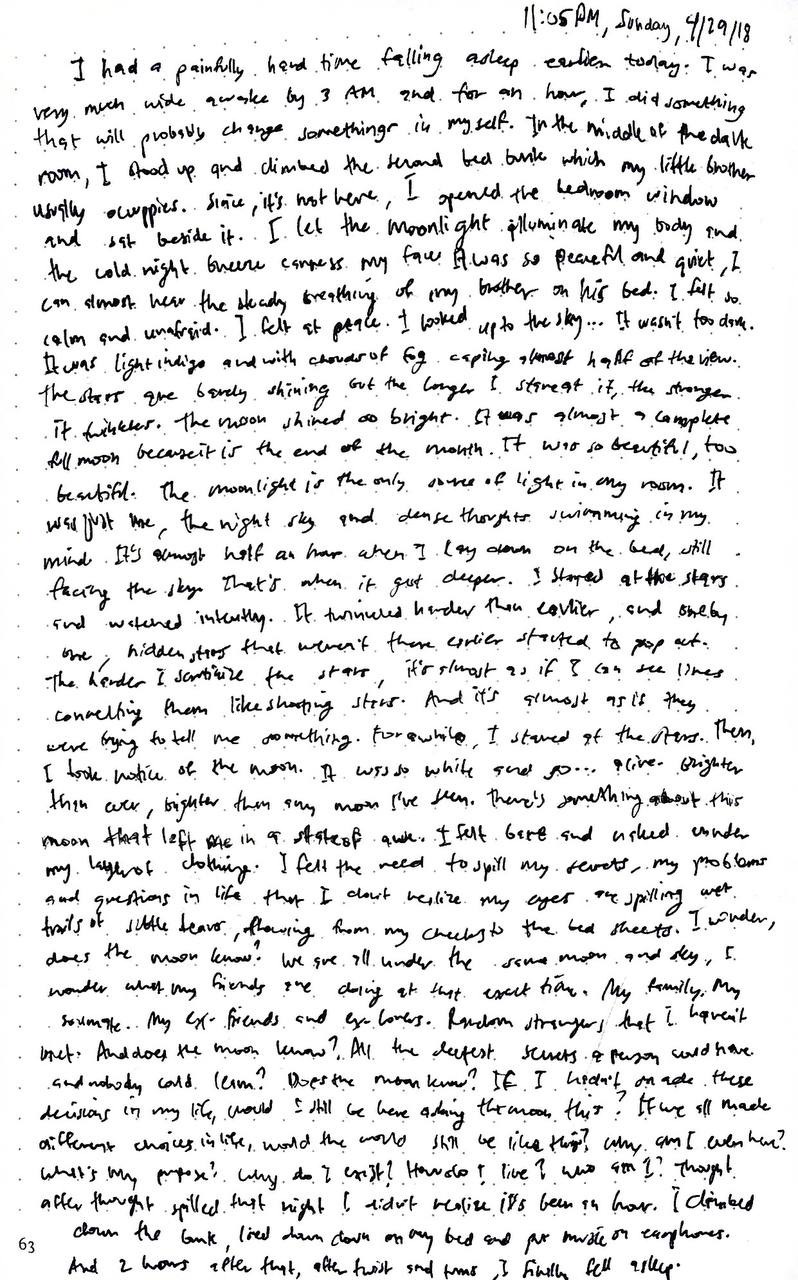 11:05 PM, Sunday, 4/29/18
I had a painfully hard time falling asleep earlier today. I was
very much wide awake by 3 AM and for an hour, I did something
that will probably change somethings in myself. In the middle of the dark
room, I stood up and climbed the second bed bunk which my little brother
usually occuppies. Since, it's not here, I opened the bedroom window
and sat beside it. I let the moonlight illuminate my body and
the cold night breeze carress my face. It was so peaceful and quiet, I
can almost hear the steady breathing of my brother on his bed. I felt so
calm and unafraid. I felt at peace. I looked up to the sky... It wasn't too dark.
It was light indigo and with clouds of fog caping almost half of the view.
The stars are barely shining but the longer I stare at it, the stronger
it twinkles. The moon shined so bright. It was almost a complete
full moon because it is the end of the month. It was so beautiful, too
beautiful. The moonlight is the only source of light in my room. It
was just me, the night sky and dense thoughts swimming in my
mind. It's almost half an hour when I lay down on the bed, still
facing the sky. That's when it got deeper. I stared at the stars
and watched intently. It twinkled harder than earlier, and one by
one, hidden stars that weren't there earlier started to pop out.
The harder I scrutinize the stars, it's almost as if I can see lines
connecting them like shooting stars. And it's almost as if they
were trying to tell me something. For awhile, I stared at the stars. Then,
I took notice of the moon. It was so white and so... alive. Brighter
than ever, brighter than any moon I've seen. There's something about this
moon that left me in a state of awe. I felt bare and naked under
my layer of clothing. I felt the need to spill my secrets, my problems
and questions in life that I don't realize my eyes are spilling wet
trails of subtle tears, flowing from my cheeks to the bed sheets. I wonder,
does the moon know? We are all under the same moon and sky, I
wonder what my friends are doing at that exact time. My family. My
soulmate. My ex-friends and ex-lovers. Random strangers that I haven't
met. And does the moon know? All the deepest secrets a person could have
and nobody could learn? Does the moon know? If I hadn't made these
decisions in my life, would I still be here asking the moon this? If we all made
different choices in life, would the world still be like this? Why am I even here?
What's my purpose? Why do I exist? How do I live? Who am I? Thought
after thought spilled that night I didn't realize it's been an hour. I climbed
down the bunk, lied down down on my bed and put music on earphones.
And 2 hours after that, after twist and turns, I finally fell asleep.
63